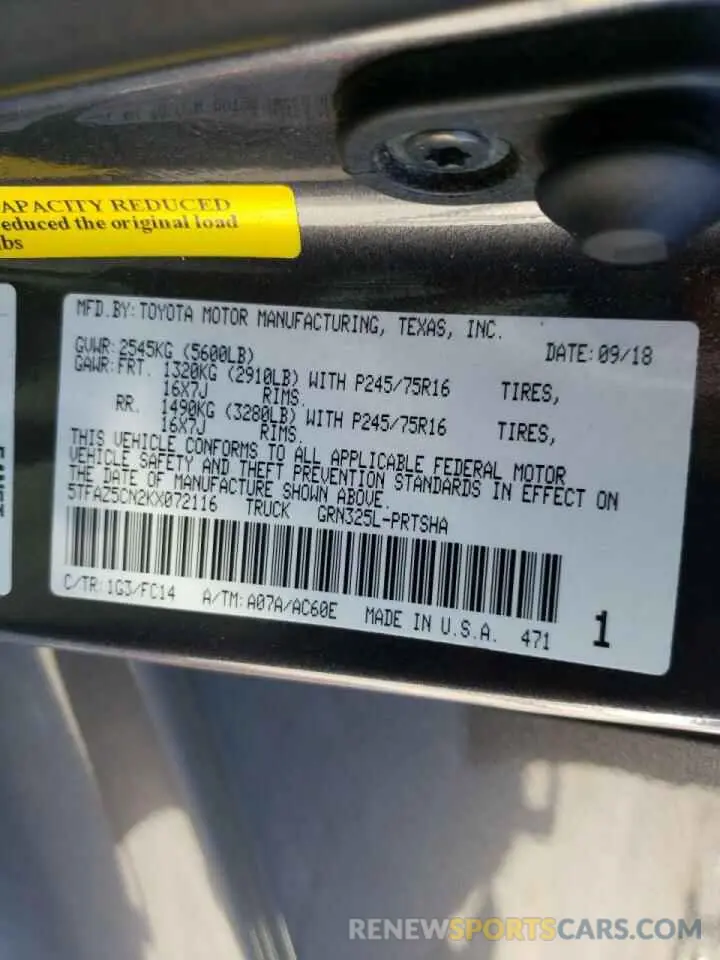 APACITY REDUCED
educed the original load
lbs
MFD.BY: TOYOTA MOTOR MANUFACTURING, TEXAS, INC.
DATE: 09/18
GVWR: 2545KG (5600LB)
GAWR: FRT. 1320KG (2910LB) WITH P245/75R16 TIRES,
16X7J RIMS.
RR. 1490KG (3280LB) WITH P245/75R16 TIRES,
16X7J RIMS.
THIS VEHICLE CONFORMS TO ALL APPLICABLE FEDERAL MOTOR
VEHICLE SAFETY AND THEFT PREVENTION STANDARDS IN EFFECT ON
THE DATE OF MANUFACTURE SHOWN ABOVE.
5TFAZ5CN2KX072116 TRUCK GRN325L-PRTSHA
C/TR: 1G3/FC14 A/TM: A07A/AC60E MADE IN U.S.A. 471 1
RENEWSPORTSCARS.COM